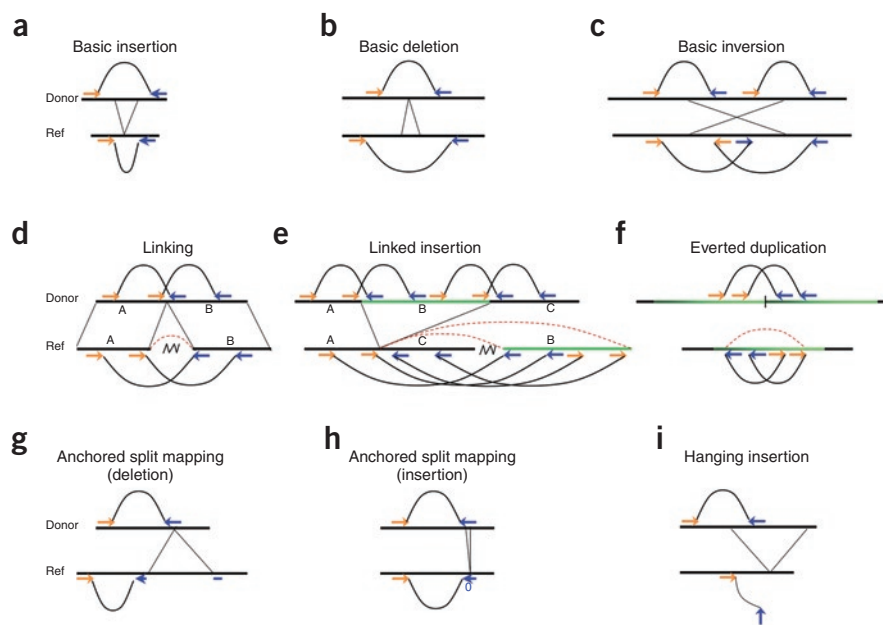 a
Basic insertion
b
Basic deletion
c
Basic inversion
Donor
Ref
d
Linking
e
Linked insertion
f
Everted duplication
Donor
A
B
A
B
C
Ref
A
B
A
C
B
g
Anchored split mapping
(deletion)
h
Anchored split mapping
(insertion)
i
Hanging insertion
Donor
Ref
0